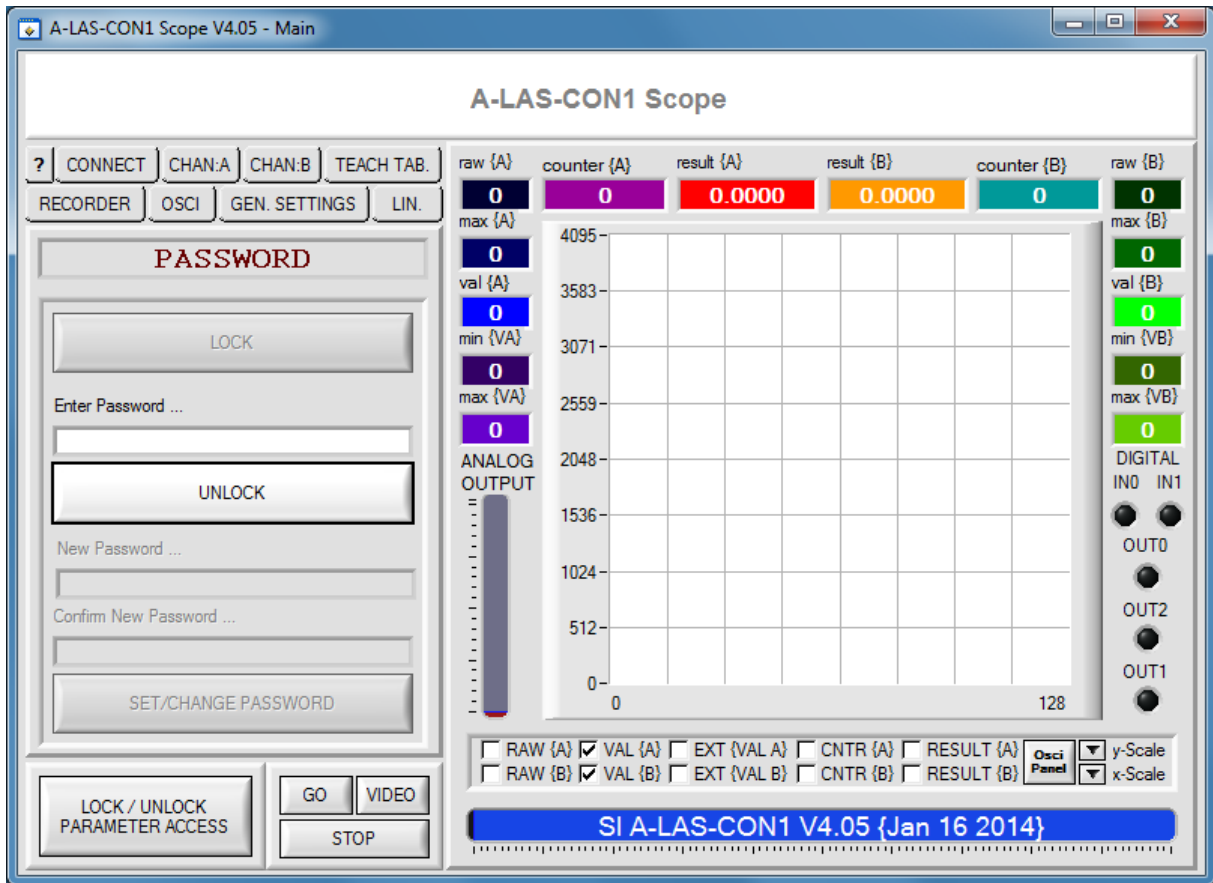 A-LAS-CON1 Scope V4.05 - Main
A-LAS-CON1 Scope
? CONNECT CHAN:A CHAN:B TEACH TAB.
RECORDER OSCI GEN. SETTINGS LIN.
PASSWORD
LOCK
Enter Password ...
UNLOCK
New Password ...
Confirm New Password ...
SET/CHANGE PASSWORD
LOCK / UNLOCK
PARAMETER ACCESS
GO VIDEO
STOP
raw {A} counter {A} result {A} result {B} counter {B} raw {B}
0 0 0.0000 0.0000 0 0
max {A}
0
val {A}
0
min {VA}
0
max {VA}
0
ANALOG
OUTPUT
4095
3583
3071
2559
2048
1536
1024
512
0
0 128
max {B}
0
val {B}
0
min {VB}
0
max {VB}
0
DIGITAL
IN0 IN1
OUT0
OUT2
OUT1
RAW {A} VAL {A} EXT {VAL A} CNTR {A} RESULT {A}
RAW {B} VAL {B} EXT {VAL B} CNTR {B} RESULT {B}
Osci
Panel
y-Scale
x-Scale
SI A-LAS-CON1 V4.05 {Jan 16 2014}